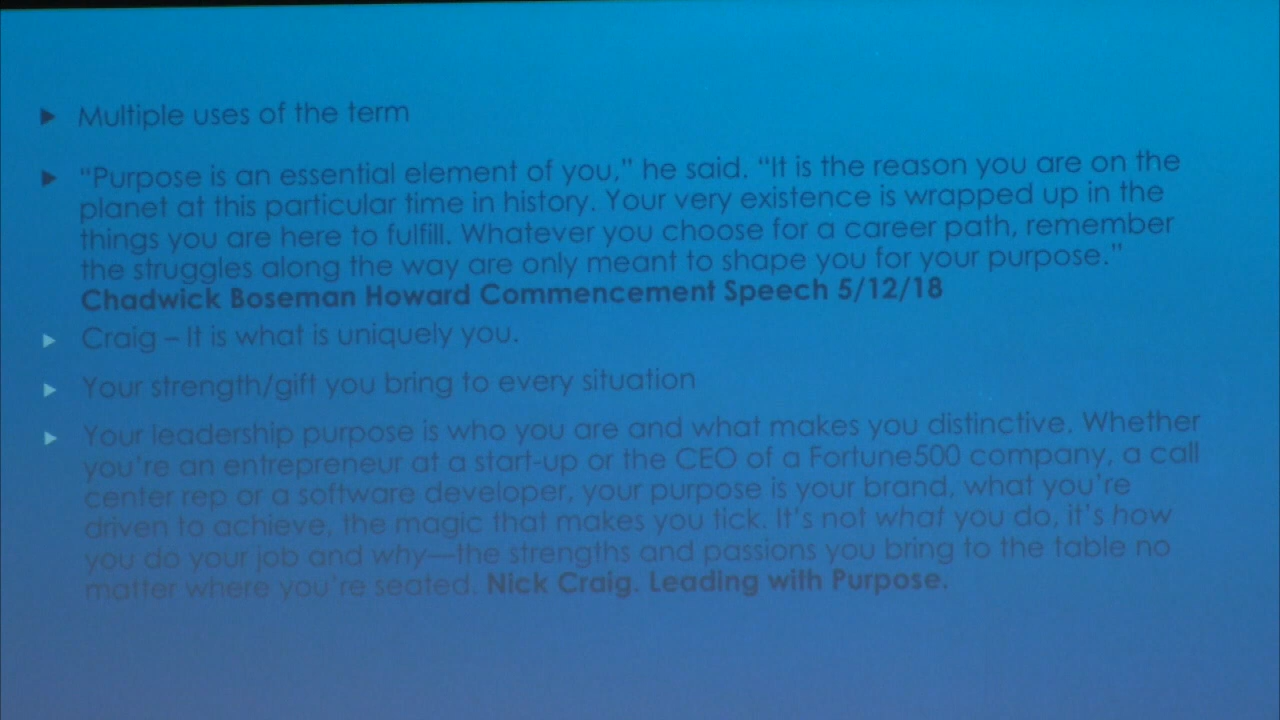 Multiple uses of the term
“Purpose is an essential element of you,” he said. “It is the reason you are on the
planet at this particular time in history. Your very existence is wrapped up in the
things you are here to fulfill. Whatever you choose for a career path, remember
the struggles along the way are only meant to shape you for your purpose.”
Chadwick Boseman Howard Commencement Speech 5/12/18
Craig – It is what is uniquely you.
Your strength/gift you bring to every situation
Your leadership purpose is who you are and what makes you distinctive. Whether
you’re an entrepreneur at a start-up or the CEO of a Fortune500 company, a call
center rep or a software developer, your purpose is your brand, what you’re
driven to achieve, the magic that makes you tick. It’s not what you do, it’s how
you do your job and why—the strengths and passions you bring to the table no
matter where you’re seated. Nick Craig. Leading with Purpose.